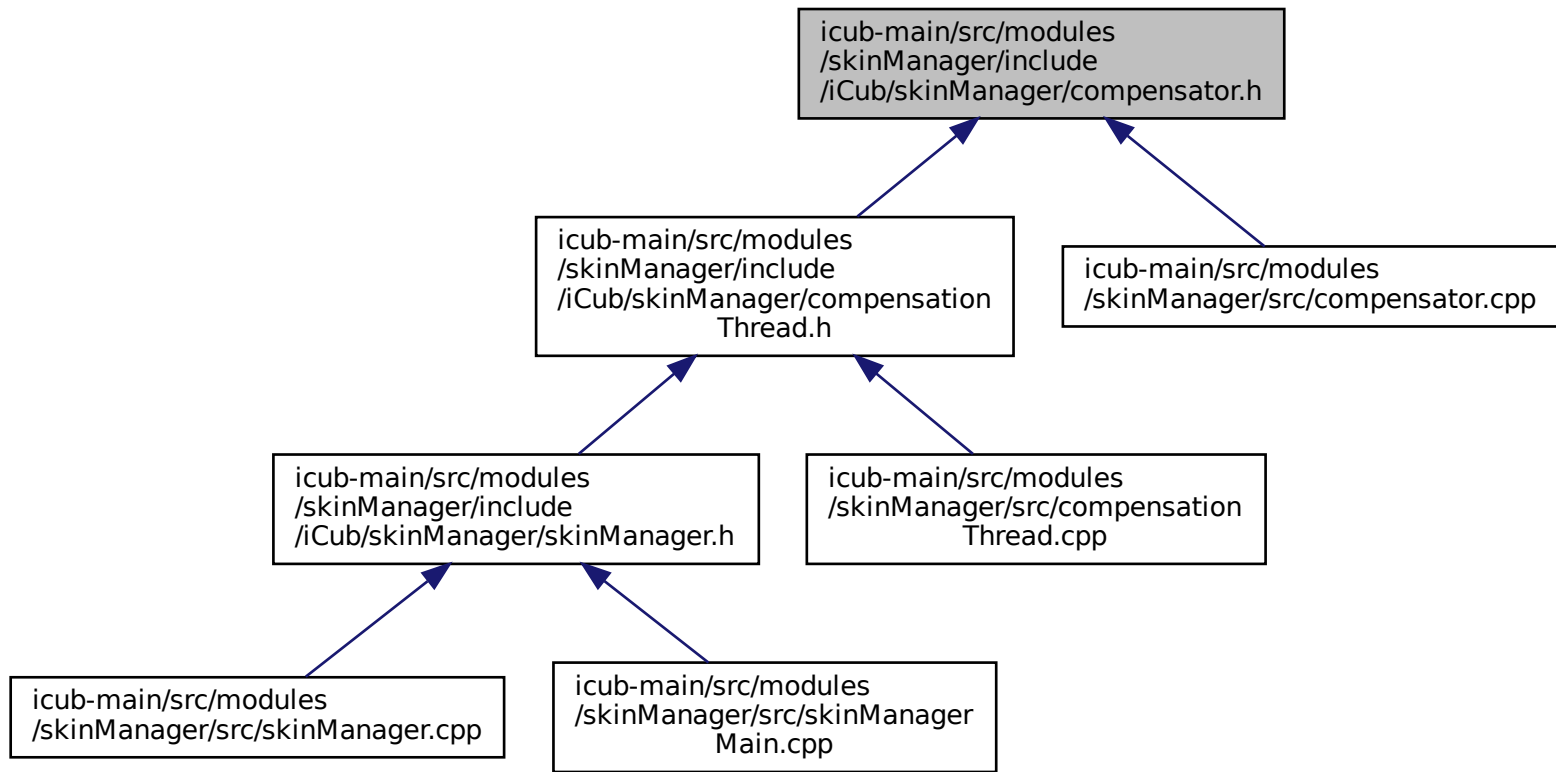 icub-main/src/modules
/skinManager/include
/iCub/skinManager/compensator.h
icub-main/src/modules
/skinManager/include
/iCub/skinManager/compensation
Thread.h
icub-main/src/modules
/skinManager/src/compensator.cpp
icub-main/src/modules
/skinManager/include
/iCub/skinManager/skinManager.h
icub-main/src/modules
/skinManager/src/compensation
Thread.cpp
icub-main/src/modules
/skinManager/src/skinManager.cpp
icub-main/src/modules
/skinManager/src/skinManager
Main.cpp